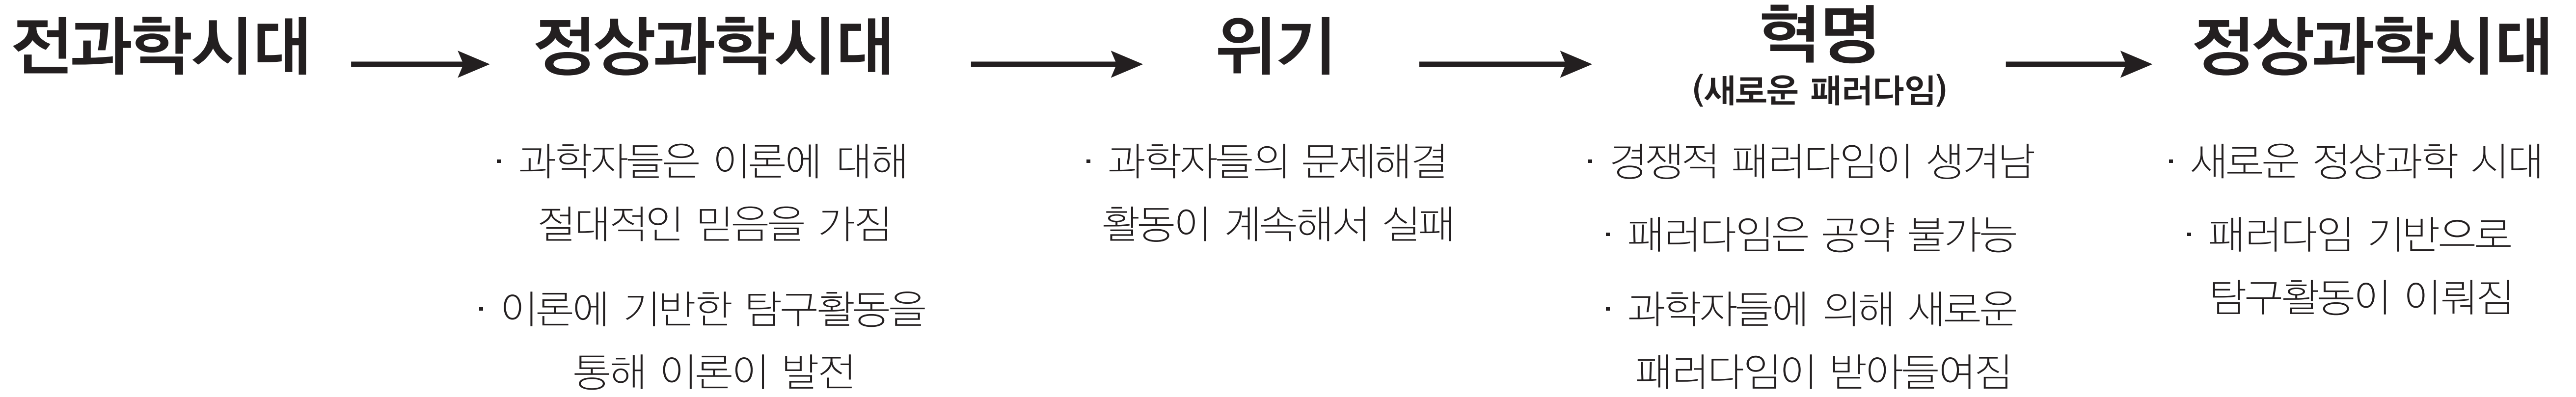 전과학시대
정상과학시대
· 과학자들은 이론에 대해
절대적인 믿음을 가짐
· 이론에 기반한 탐구활동을
통해 이론이 발전
위기
· 과학자들의 문제해결
활동이 계속해서 실패
혁명
(새로운 패러다임)
· 경쟁적 패러다임이 생겨남
· 패러다임은 공약 불가능
· 과학자들에 의해 새로운
패러다임이 받아들여짐
정상과학시대
· 새로운 정상과학 시대
· 패러다임 기반으로
탐구활동이 이뤄짐